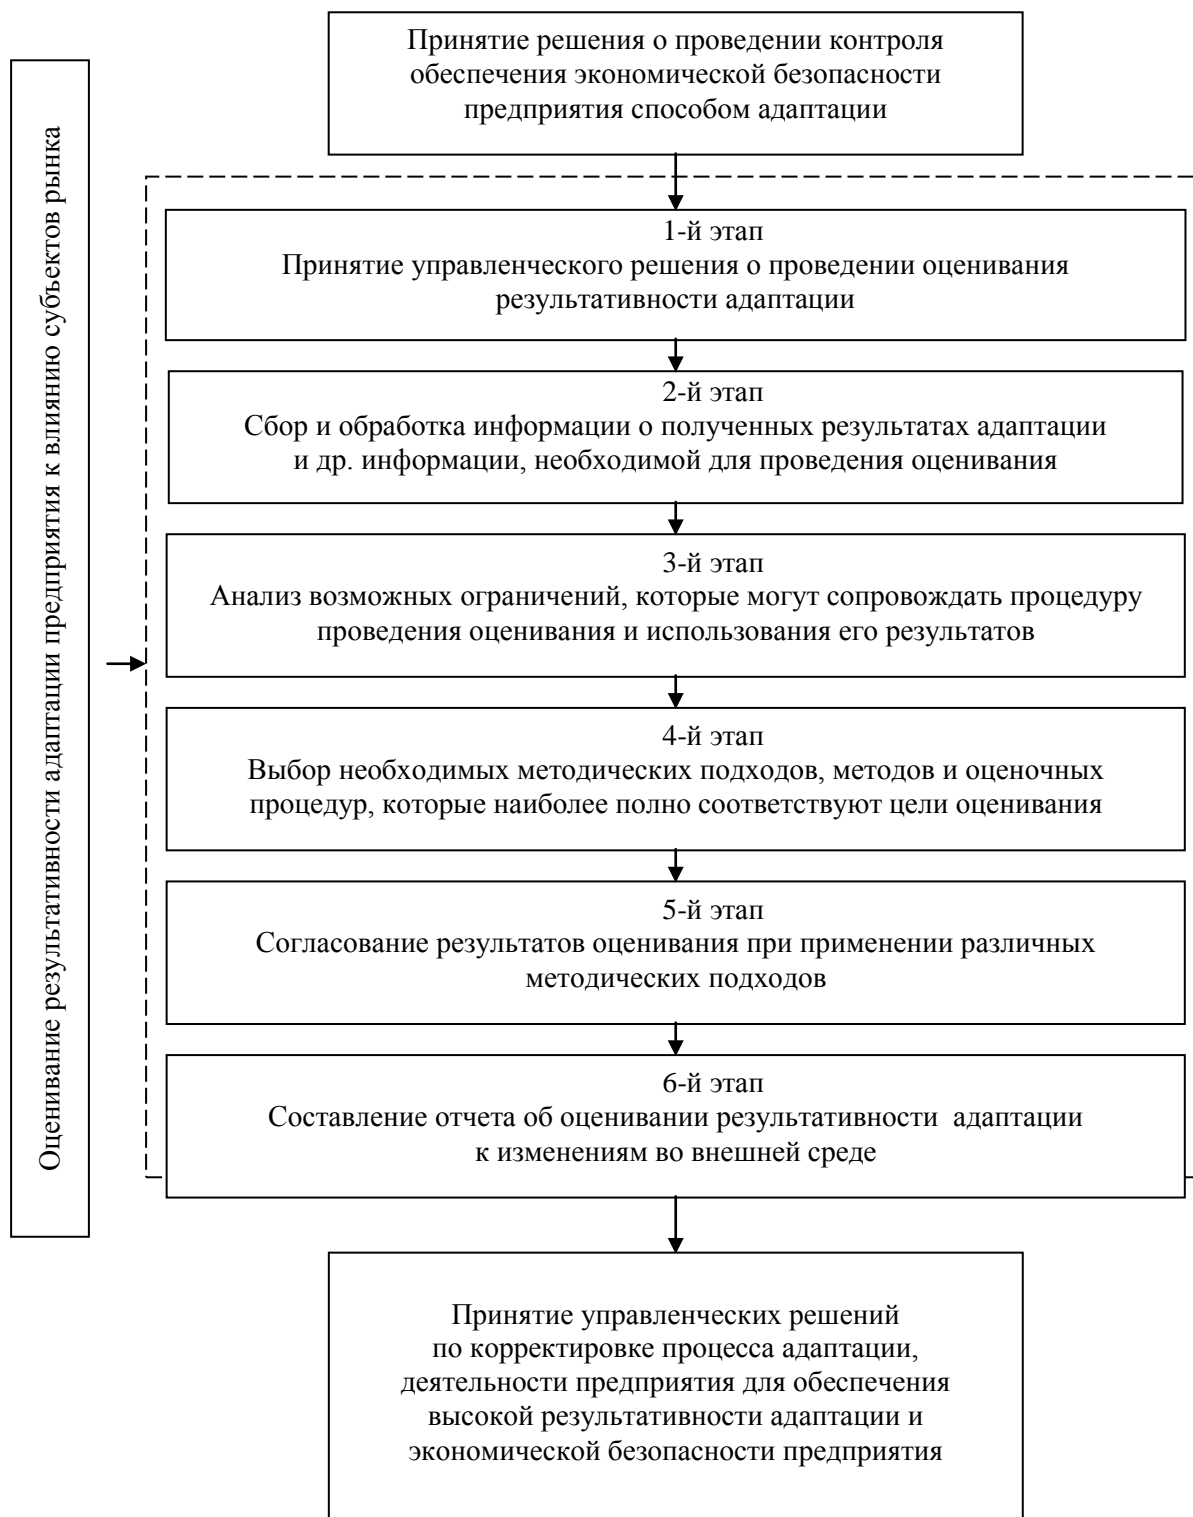 Принятие решения о проведении контроля
обеспечения экономической безопасности
предприятия способом адаптации
Оценивание результативности адаптации предприятия к влиянию субъектов рынка
1-й этап
Принятие управленческого решения о проведении оценивания
результативности адаптации
2-й этап
Сбор и обработка информации о полученных результатах адаптации
и др. информации, необходимой для проведения оценивания
3-й этап
Анализ возможных ограничений, которые могут сопровождать процедуру
проведения оценивания и использования его результатов
4-й этап
Выбор необходимых методических подходов, методов и оценочных
процедур, которые наиболее полно соответствуют цели оценивания
5-й этап
Согласование результатов оценивания при применении различных
методических подходов
6-й этап
Составление отчета об оценивании результативности адаптации
к изменениям во внешней среде
Принятие управленческих решений
по корректировке процесса адаптации,
деятельности предприятия для обеспечения
высокой результативности адаптации и
экономической безопасности предприятия